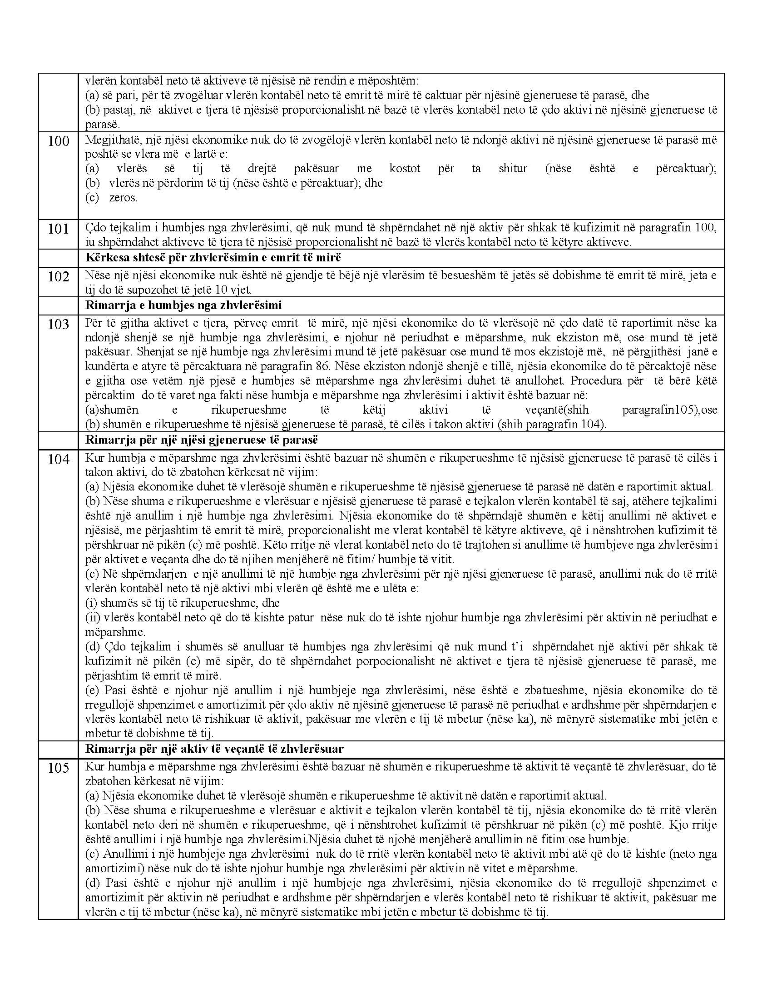 vlerën kontabël neto të aktiveve të njësisë në rendin e mëposhtëm:
(a) së pari, për të zvogëluar vlerën kontabël neto të emrit të mirë të caktuar për njësinë gjeneruese të parasë, dhe
(b) pastaj, në aktivet e tjera të njësisë proporcionalisht në bazë të vlerës kontabël neto të çdo aktivi në njësinë gjeneruese të
parasë.
100 Megjithatë, një njësi ekonomike nuk do të zvogëlojë vlerën kontabël neto të ndonjë aktivi në njësinë gjeneruese të parasë më
poshtë se vlera më e lartë e:
(a) vlerës së tij të drejtë pakësuar me kostot për ta shitur (nëse është e përcaktuar);
(b) vlerës në përdorim të tij (nëse është e përcaktuar); dhe
(c) zeros.
101 Çdo tejkalim i humbjes nga zhvlerësimi, që nuk mund të shpërndahet në një aktiv për shkak të kufizimit në paragrafin 100,
iu shpërndahet aktiveve të tjera të njësisë proporcionalisht në bazë të vlerës kontabël neto të këtyre aktiveve.
Kërkesa shtesë për zhvlerësimin e emrit të mirë
102 Nëse një njësi ekonomike nuk është në gjendje të bëjë një vlerësim të besueshëm të jetës së dobishme të emrit të mirë, jeta e
tij do të supozohet të jetë 10 vjet.
Rimarrja e humbjes nga zhvlerësimi
103 Për të gjitha aktivet e tjera, përveç emrit të mirë, një njësi ekonomike do të vlerësojë në çdo datë të raportimit nëse ka
ndonjë shenjë se një humbje nga zhvlerësimi, e njohur në periudhat e mëparshme, nuk ekziston më, ose mund të jetë
pakësuar. Shenjat se një humbje nga zhvlerësimi mund të jetë pakësuar ose mund të mos ekzistojë më, në përgjithësi janë e
kundërta e atyre të përcaktuara në paragrafin 86. Nëse ekziston ndonjë shenjë e tillë, njësia ekonomike do të përcaktojë nëse
e gjitha ose vetëm një pjesë e humbjes së mëparshme nga zhvlerësimi duhet të anullohet. Procedura për të bërë këtë
përcaktim do të varet nga fakti nëse humbja e mëparshme nga zhvlerësimi i aktivit është bazuar në:
(a)shumën e rikuperueshme të këtij aktivi të veçantë(shih paragrafin105),ose
(b) shumën e rikuperueshme të njësisë gjeneruese të parasë, të cilës i takon aktivi (shih paragrafin 104).
Rimarrja për një njësi gjeneruese të parasë
104 Kur humbja e mëparshme nga zhvlerësimi është bazuar në shumën e rikuperueshme të njësisë gjeneruese të parasë të cilës i
takon aktivi, do të zbatohen kërkesat në vijim:
(a) Njësia ekonomike duhet të vlerësojë shumën e rikuperueshme të njësisë gjeneruese të parasë në datën e raportimit aktual.
(b) Nëse shuma e rikuperueshme e vlerësuar e njësisë gjeneruese të parasë e tejkalon vlerën kontabël të saj, atëhere tejkalimi
është një anullim i një humbje nga zhvlerësimi. Njësia ekonomike do të shpërndajë shumën e këtij anullimi në aktivet e
njësisë, me përjashtim të emrit të mirë, proporcionalisht me vlerat kontabël të këtyre aktiveve, që i nënshtrohen kufizimit të
përshkruar në pikën (c) më poshtë. Këto rritje në vlerat kontabël neto do të trajtohen si anullime të humbjeve nga zhvlerësimi
për aktivet e veçanta dhe do të njihen menjëherë në fitim/ humbje të vitit.
(c) Në shpërndarjen e një anullimi të një humbje nga zhvlerësimi për një njësi gjeneruese të parasë, anullimi nuk do të rritë
vlerën kontabël neto të një aktivi mbi vlerën që është me e ulëta e:
(i) shumës së tij të rikuperueshme, dhe
(ii) vlerës kontabël neto që do të kishte patur nëse nuk do të ishte njohur humbje nga zhvlerësimi për aktivin në periudhat e
mëparshme.
(d) Çdo tejkalim i shumës së anulluar të humbjes nga zhvlerësimi që nuk mund t’i shpërndahet një aktivi për shkak të
kufizimit në pikën (c) më sipër, do të shpërndahet porpocionalisht në aktivet e tjera të njësisë gjeneruese të parasë, me
përjashtim të emrit të mirë.
(e) Pasi është e njohur një anullim i një humbjeje nga zhvlerësimi, nëse është e zbatueshme, njësia ekonomike do të
rregullojë shpenzimet e amortizimit për çdo aktiv në njësinë gjeneruese të parasë në periudhat e ardhshme për shpërndarjen e
vlerës kontabël neto të rishikuar të aktivit, pakësuar me vlerën e tij të mbetur (nëse ka), në mënyrë sistematike mbi jetën e
mbetur të dobishme të tij.
Rimarrja për një aktiv të veçantë të zhvlerësuar
105 Kur humbja e mëparshme nga zhvlerësimi është bazuar në shumën e rikuperueshme të aktivit të veçantë të zhvlerësuar, do të
zbatohen kërkesat në vijim:
(a) Njësia ekonomike duhet të vlerësojë shumën e rikuperueshme të aktivit në datën e raportimit aktual.
(b) Nëse shuma e rikuperueshme e vlerësuar e aktivit e tejkalon vlerën kontabël të tij, njësia ekonomike do të rritë vlerën
kontabël neto deri në shumën e rikuperueshme, që i nënshtrohet kufizimit të përshkruar në pikën (c) më poshtë. Kjo rritje
është anullimi i një humbje nga zhvlerësimi.Njësia duhet të njohë menjëherë anullimin në fitim ose humbje.
(c) Anullimi i një humbjeje nga zhvlerësimi nuk do të rritë vlerën kontabël neto të aktivit mbi atë që do të kishte (neto nga
amortizimi) nëse nuk do të ishte njohur humbje nga zhvlerësimi për aktivin në vitet e mëparshme.
(d) Pasi është e njohur një anullim i një humbjeje nga zhvlerësimi, njësia ekonomike do të rregullojë shpenzimet e
amortizimit për aktivin në periudhat e ardhshme për shpërndarjen e vlerës kontabël neto të rishikuar të aktivit, pakësuar me
vlerën e tij të mbetur (nëse ka), në mënyrë sistematike mbi jetën e mbetur të dobishme të tij.